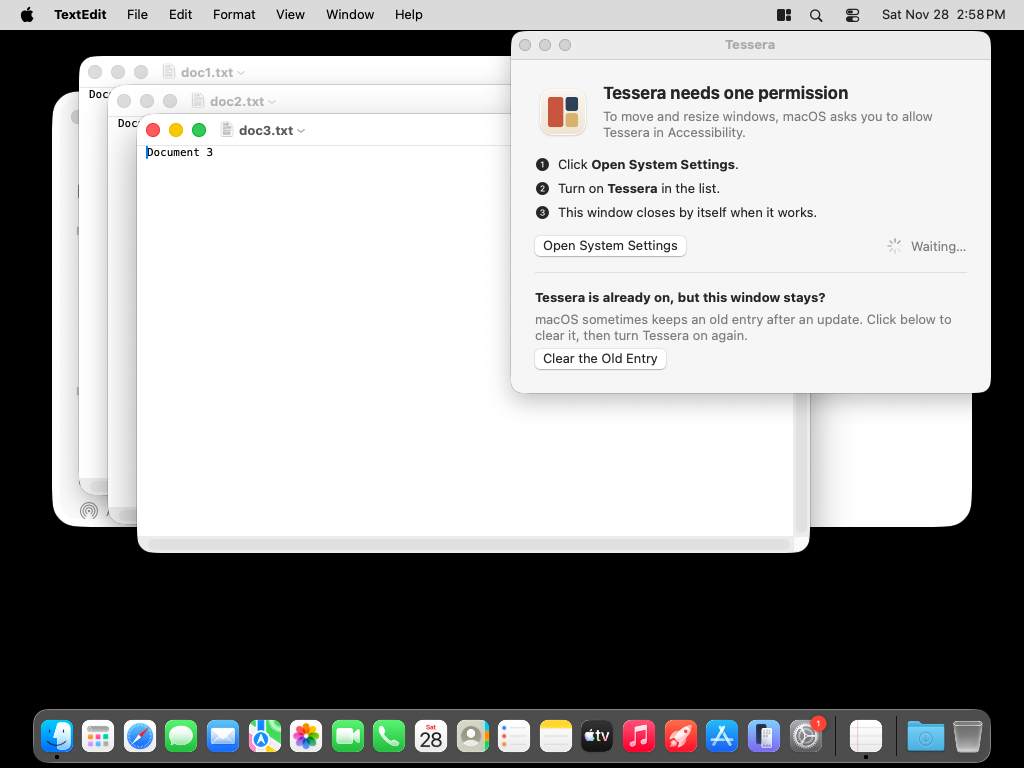 TextEdit File Edit Format View Window Help Sat Nov 28 2:58 PM
Tessera
doc1.txt
doc2.txt
doc3.txt
Document 3
Tessera needs one permission
To move and resize windows, macOS asks you to allow
Tessera in Accessibility.
1 Click Open System Settings.
2 Turn on Tessera in the list.
3 This window closes by itself when it works.
Open System Settings Waiting...
Tessera is already on, but this window stays?
macOS sometimes keeps an old entry after an update. Click below to
clear it, then turn Tessera on again.
Clear the Old Entry
Sat
28
tv
1